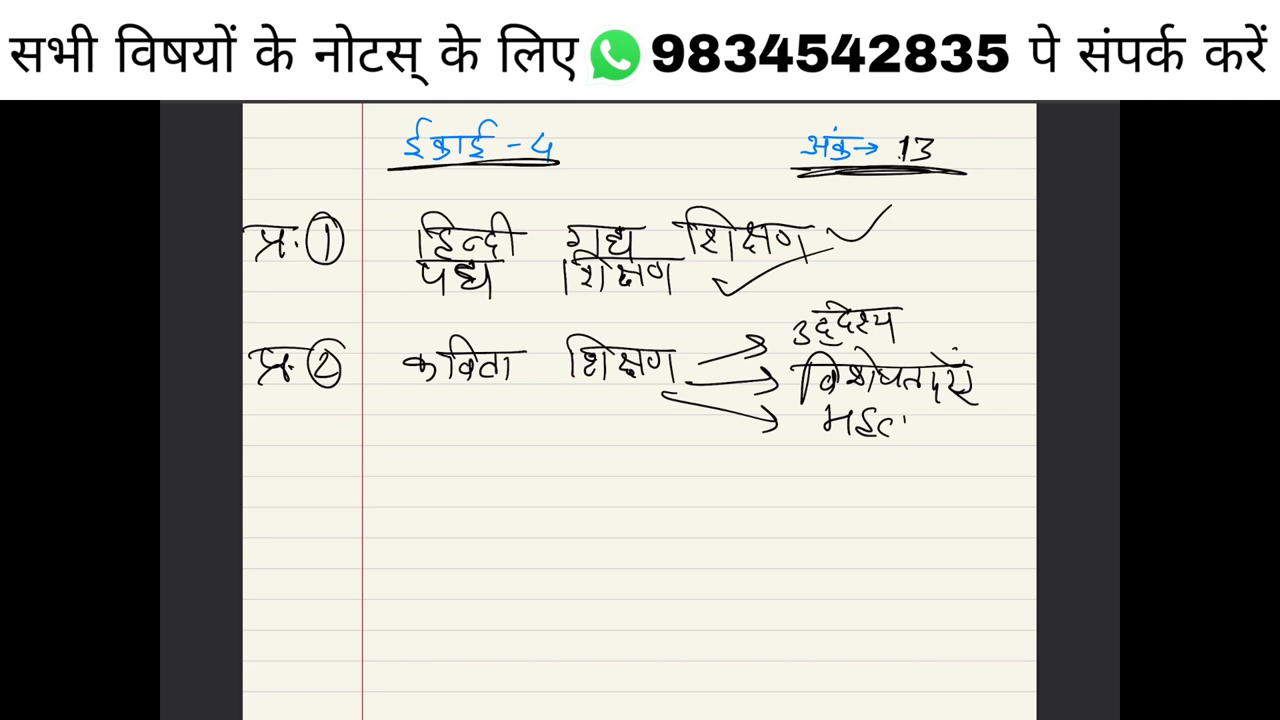 सभी विषयों के नोटस् के लिए 9834542835 पे संपर्क करें
ईकाई - 4 अंक → 13
प्र. ① हिन्दी गद्य शिक्षण ✓
पद्य शिक्षण ✓
उद्देश्य
प्र. ② कविता शिक्षण → विशेषताएँ